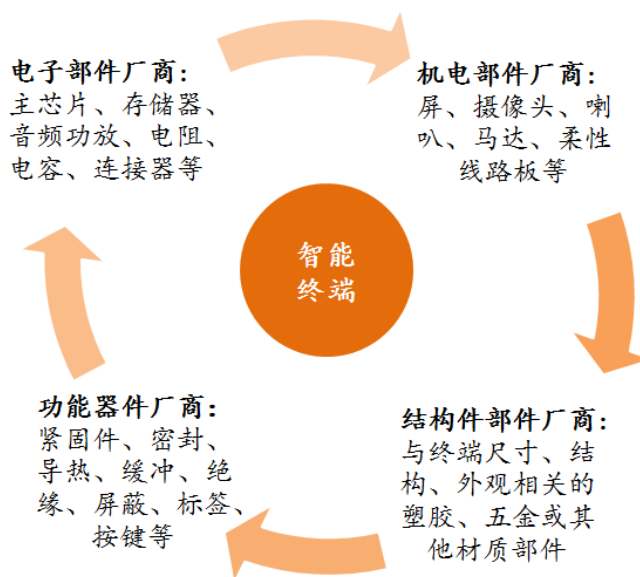 电子部件厂商：
主芯片、存储器、
音频功放、电阻、
电容、连接器等
机电部件厂商：
屏、摄像头、喇
叭、马达、柔性
线路板等
智能
终端
功能器件厂商：
紧固件、密封、
导热、缓冲、绝
缘、屏蔽、标签、
按键等
结构件部件厂商：
与终端尺寸、结
构、外观相关的
塑胶、五金或其
他材质部件